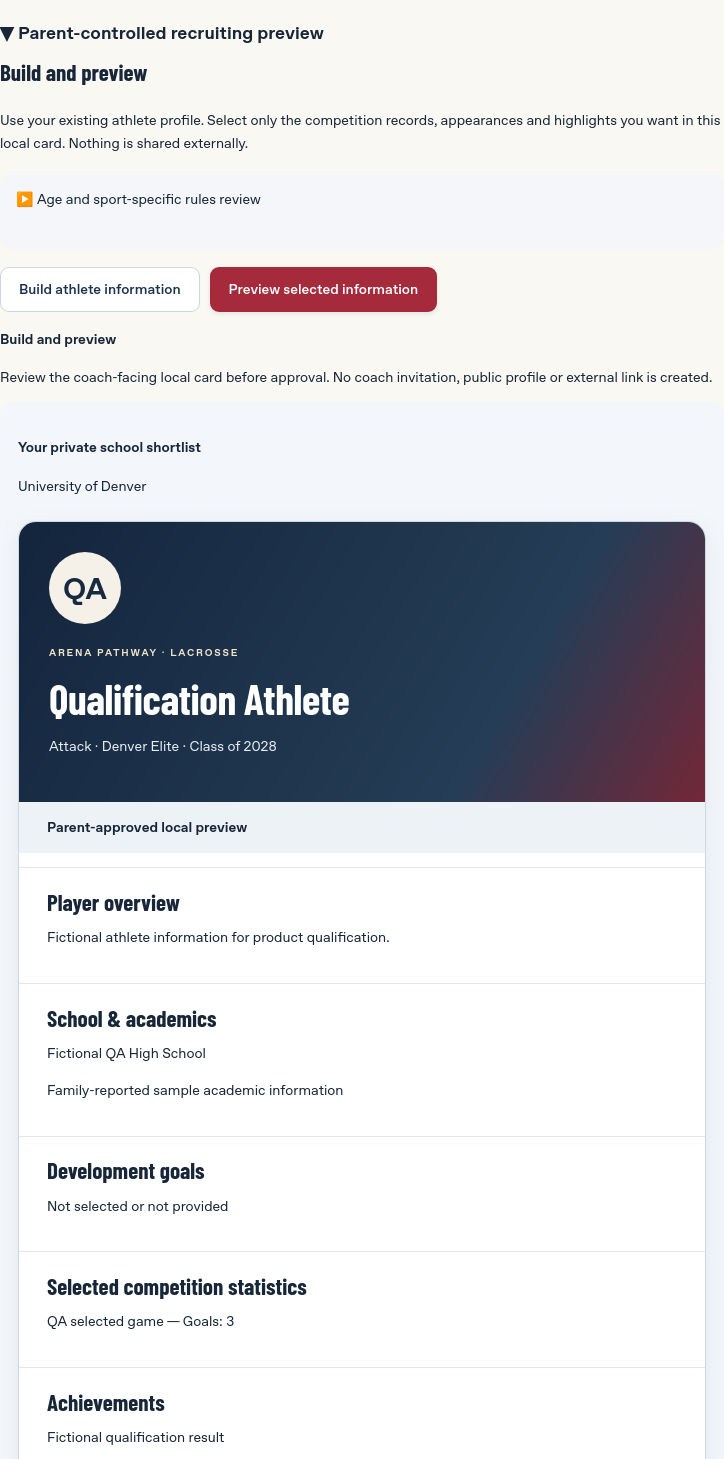 ▼ Parent-controlled recruiting preview
Build and preview
Use your existing athlete profile. Select only the competition records, appearances and highlights you want in this
local card. Nothing is shared externally.
▶️ Age and sport-specific rules review
Build athlete information
Preview selected information
Build and preview
Review the coach-facing local card before approval. No coach invitation, public profile or external link is created.
Your private school shortlist
University of Denver
QA
ARENA PATHWAY · LACROSSE
Qualification Athlete
Attack · Denver Elite · Class of 2028
Parent-approved local preview
Player overview
Fictional athlete information for product qualification.
School & academics
Fictional QA High School
Family-reported sample academic information
Development goals
Not selected or not provided
Selected competition statistics
QA selected game — Goals: 3
Achievements
Fictional qualification result